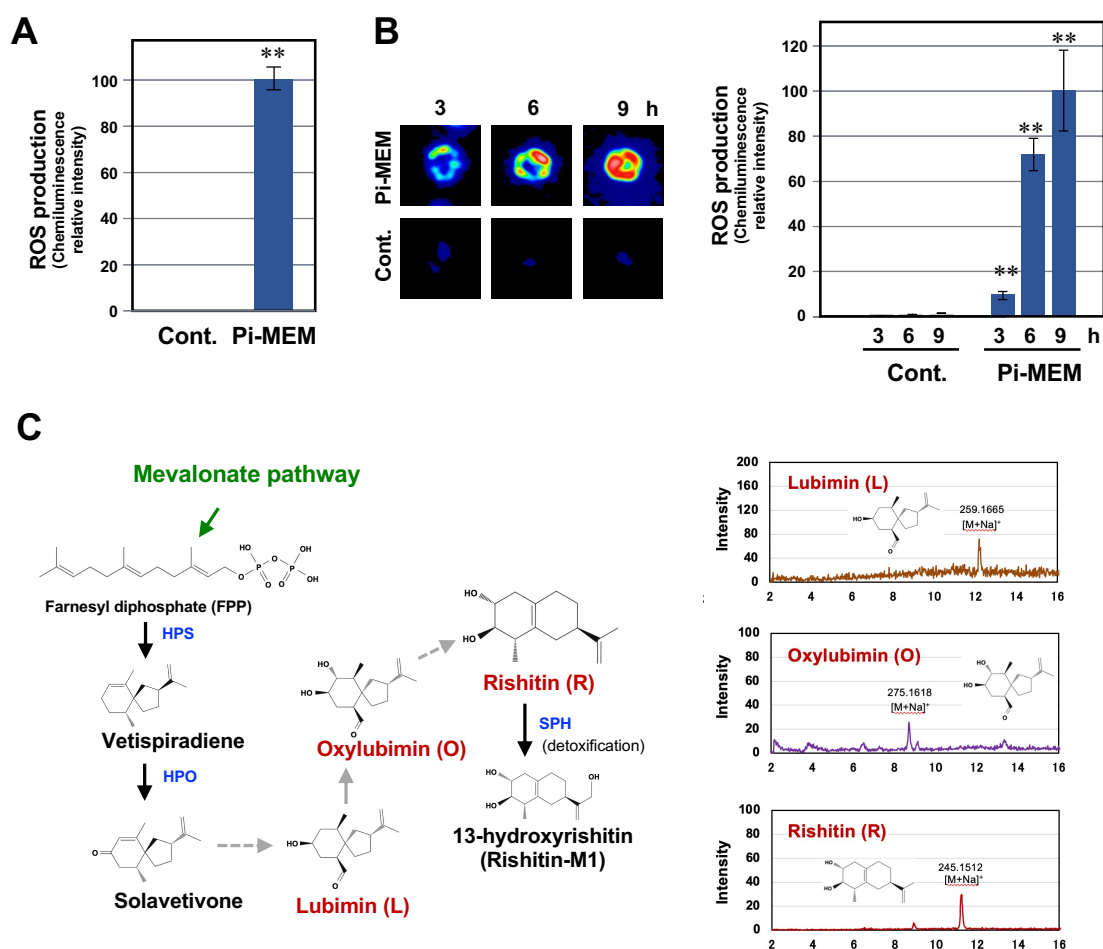 A
ROS production
(Chemiluminescence
relative intensity)
100
80
60
40
20
0
**
Cont. Pi-MEM
B
3 6 9 h
Pi-MEM
Cont.
ROS production
(Chemiluminescence
relative intensity)
120
100
80
60
40
20
0
**
**
**
3 6 9 3 6 9 h
Cont. Pi-MEM
C
Mevalonate pathway
HO OH
O
P P
O O O OH
Farnesyl diphosphate (FPP)
HPS
Vetispiradiene
HPO
O
Solavetivone
HO
O
Lubimin (L)
HO
HO
O
Oxylubimin (O)
HO
HO
Rishitin (R)
SPH
(detoxification)
OH
HO
HO
13-hydroxyrishitin
(Rishitin-M1)
Intensity
200
160
120
80
40
0
Lubimin (L)
HO
O
259.1665
[M+Na]+
2 4 6 8 10 12 14 16
Intensity
100
80
60
40
20
0
Oxylubimin (O)
275.1618
[M+Na]+
HO
HO
O
2 4 6 8 10 12 14 16
Intensity
100
80
60
40
20
0
Rishitin (R)
HO
HO
245.1512
[M+Na]+
2 4 6 8 10 12 14 16